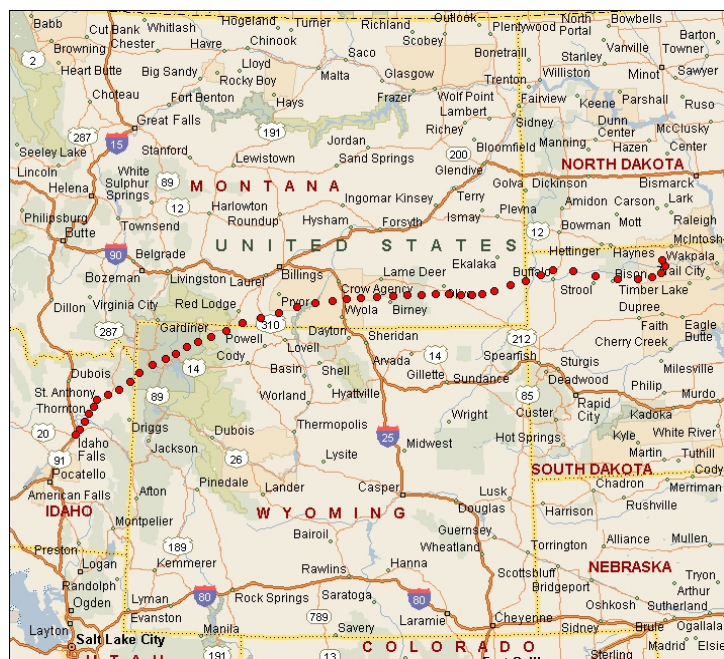 Babb
Cut Bank
Whitlash
Hogeland
Turner
Richland
Outlook
Plentywood
North Portal
Bowbells
Browning
Chester
Havre
Chinook
Scobey
Bonetraill
Vanville
Barton
2
Heart Butte
Big Sandy
Lloyd
Rocky Boy
Saco
Malta
Glasgow
Trenton
Stanley
Williston
Minot
Towner
Sawyer
Choteau
Fort Benton
Hays
Frazer
Wolf Point
Lambert
Fairview
Keene
Parshall
Ruso
Great Falls
191
Richey
Sidney
Dunn Center
McClusky
287
15
Jordan
Bloomfield
Manning
Hazen
Center
Seeley Lake
Stanford
Lewistown
Sand Springs
200
Glendive
NORTH DAKOTA
Lincoln
White Sulphur Springs
89
MONTANA
Golva
Dickinson
Bismarck
Helena
12
Harlowton
Roundup
Ingomar
Kinsey
Terry
Plevna
Amidon
Carson
Lark
Philipsburg
Butte
Townsend
Hysham
Forsyth
Ismay
Bowman
Mott
Raleigh
90
Belgrade
UNITED STATES
12
Hettinger
Haynes
McIntosh
Bozeman
Livingston
Laurel
Billings
Lame Deer
Ekalaka
Buffalo
Bison
Wakpala
Dillon
Virginia City
Red Lodge
Pryor
Crow Agency
Strool
Timber Lake
287
Gardiner
310
Wyola
Birney
Dupree
Powell
Dayton
Sheridan
212
Faith
Eagle Butte
Dubois
Cody
Lovell
Arvada
14
Spearfish
Cherry Creek
St. Anthony
14
Basin
Shell
Gillette
Sundance
Sturgis
Milesville
Thornton
89
Worland
Hyattville
Deadwood
Philip
Murdo
20
Driggs
Dubois
Thermopolis
Wright
85
Custer
Rapid City
Kadoka
Idaho Falls
Jackson
25
Midwest
Hot Springs
Kyle
White River
91
Pocatello
26
Lysite
Martin
Tuthill
American Falls
Afton
Pinedale
Lander
Casper
Lusk
SOUTH DAKOTA
Cody
IDAHO
Montpelier
WYOMING
Douglas
Chadron
Merriman
Harrison
Rushville
Preston
189
Bairoil
Guernsey
Torrington
Alliance
Mullen
Logan
Kemmerer
Rawlins
Hanna
Wheatland
Scottsbluff
NEBRASKA
Randolph
Lyman
80
Rock Springs
Saratoga
80
Bridgeport
Tryon
Ogden
Evanston
789
Laramie
Cheyenne
Oshkosh
Arthur
Sutherland
Layton
Manila
Savery
Sidney
Brule
Ogallala
Salt Lake City
191
13
COLORADO
Sterling
Madrid
Elsie
UTAH